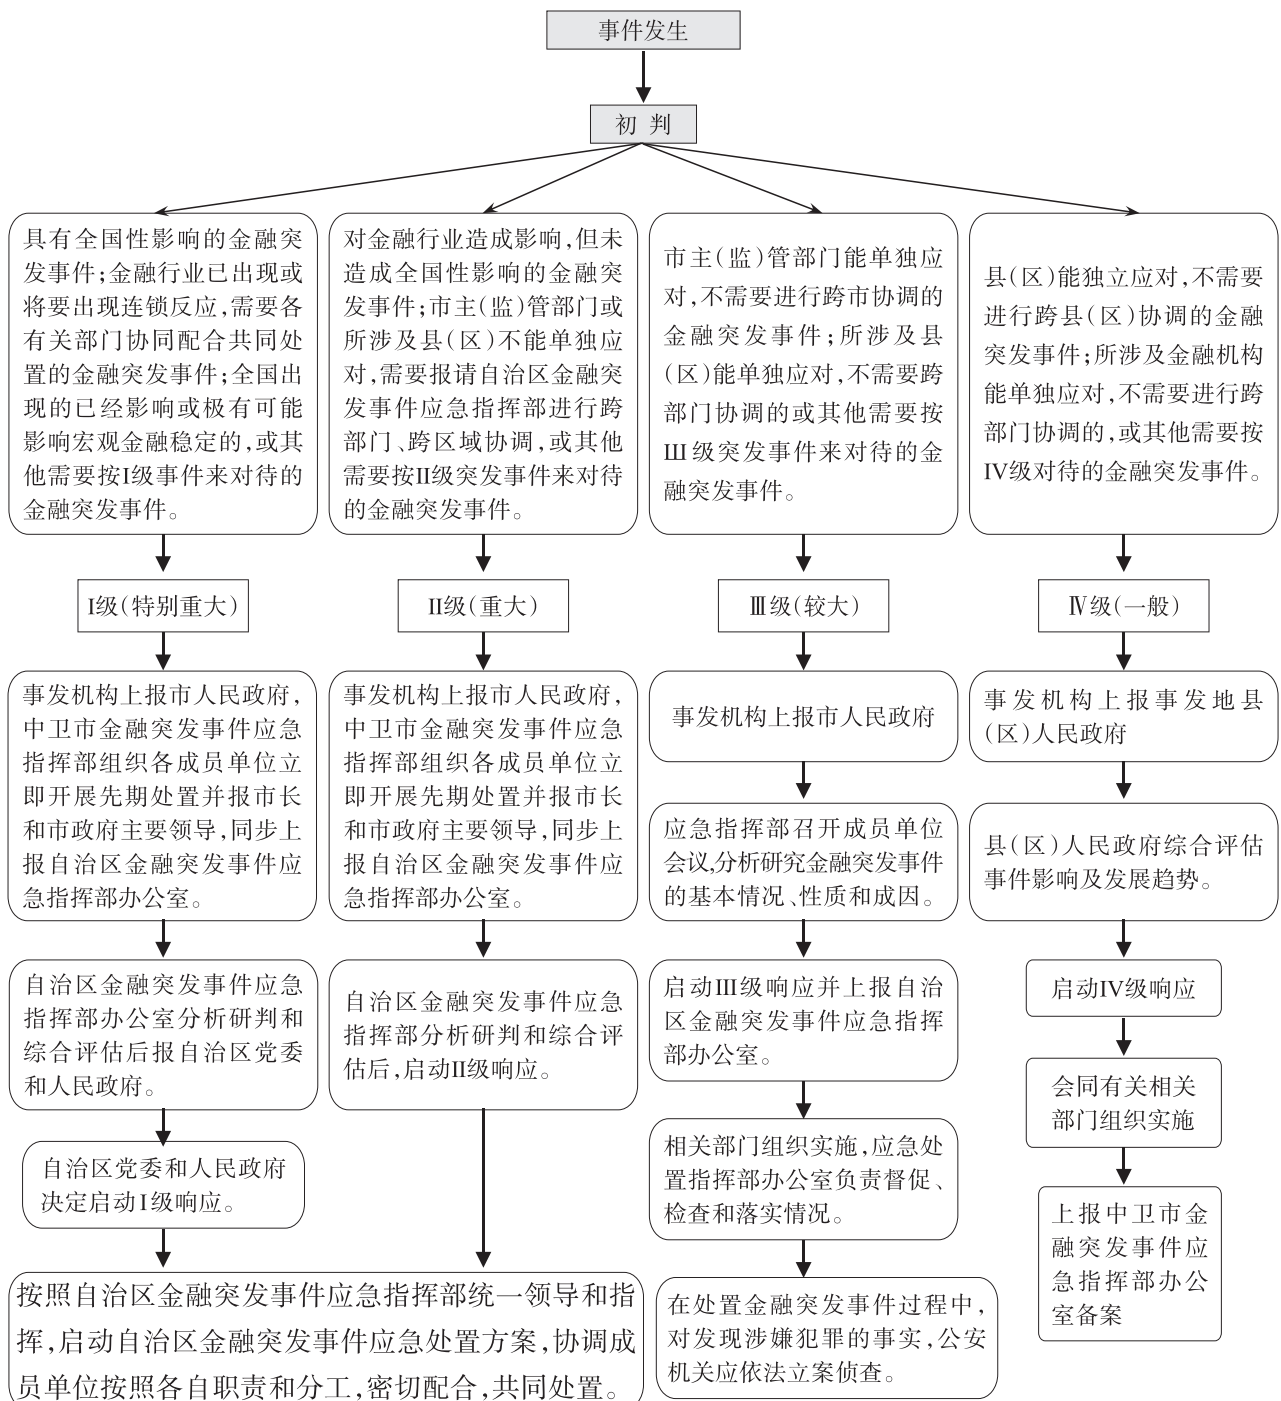 事件发生
初 判
具有全国性影响的金融突
发事件;金融行业已出现或
将要出现连锁反应,需要各
有关部门协同配合共同处
置的金融突发事件;全国出
现的已经影响或极有可能
影响宏观金融稳定的,或其
他需要按I级事件来对待的
金融突发事件。
对金融行业造成影响,但未
造成全国性影响的金融突
发事件;市主(监)管部门或
所涉及县(区)不能单独应
对,需要报请自治区金融突
发事件应急指挥部进行跨
部门、跨区域协调,或其他
需要按II级突发事件来对待
的金融突发事件。
市主(监)管部门能单独应
对,不需要进行跨市协调的
金融突发事件;所涉及县
(区)能单独应对,不需要跨
部门协调的或其他需要按
Ⅲ级突发事件来对待的金
融突发事件。
县(区)能独立应对,不需要
进行跨县(区)协调的金融
突发事件;所涉及金融机构
能单独应对,不需要进行跨
部门协调的,或其他需要按
IV级对待的金融突发事件。
I级(特别重大)
II级(重大)
Ⅲ级(较大)
Ⅳ级(一般)
事发机构上报市人民政府,
中卫市金融突发事件应急
指挥部组织各成员单位立
即开展先期处置并报市长
和市政府主要领导,同步上
报自治区金融突发事件应
急指挥部办公室。
事发机构上报市人民政府,
中卫市金融突发事件应急
指挥部组织各成员单位立
即开展先期处置并报市长
和市政府主要领导,同步上
报自治区金融突发事件应
急指挥部办公室。
事发机构上报市人民政府
事发机构上报事发地县
(区)人民政府
应急指挥部召开成员单位
会议,分析研究金融突发事件
的基本情况、性质和成因。
县(区)人民政府综合评估
事件影响及发展趋势。
自治区金融突发事件应急
指挥部办公室分析研判和
综合评估后报自治区党委
和人民政府。
自治区金融突发事件应急
指挥部分析研判和综合评
估后,启动II级响应。
启动III级响应并上报自治
区金融突发事件应急指挥
部办公室。
启动IV级响应
会同有关相关
部门组织实施
自治区党委和人民政府
决定启动I级响应。
相关部门组织实施,应急处
置指挥部办公室负责督促、
检查和落实情况。
上报中卫市金
融突发事件应
急指挥部办公
室备案
按照自治区金融突发事件应急指挥部统一领导和指
挥,启动自治区金融突发事件应急处置方案,协调成
员单位按照各自职责和分工,密切配合,共同处置。
在处置金融突发事件过程中,
对发现涉嫌犯罪的事实,公安
机关应依法立案侦查。